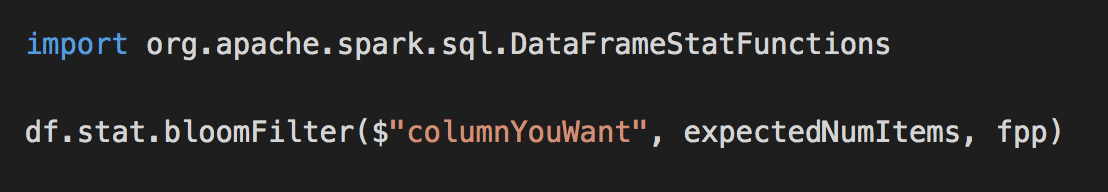 import org.apache.spark.sql.DataFrameStatFunctions
df.stat.bloomFilter($"columnYouWant", expectedNumItems, fpp)